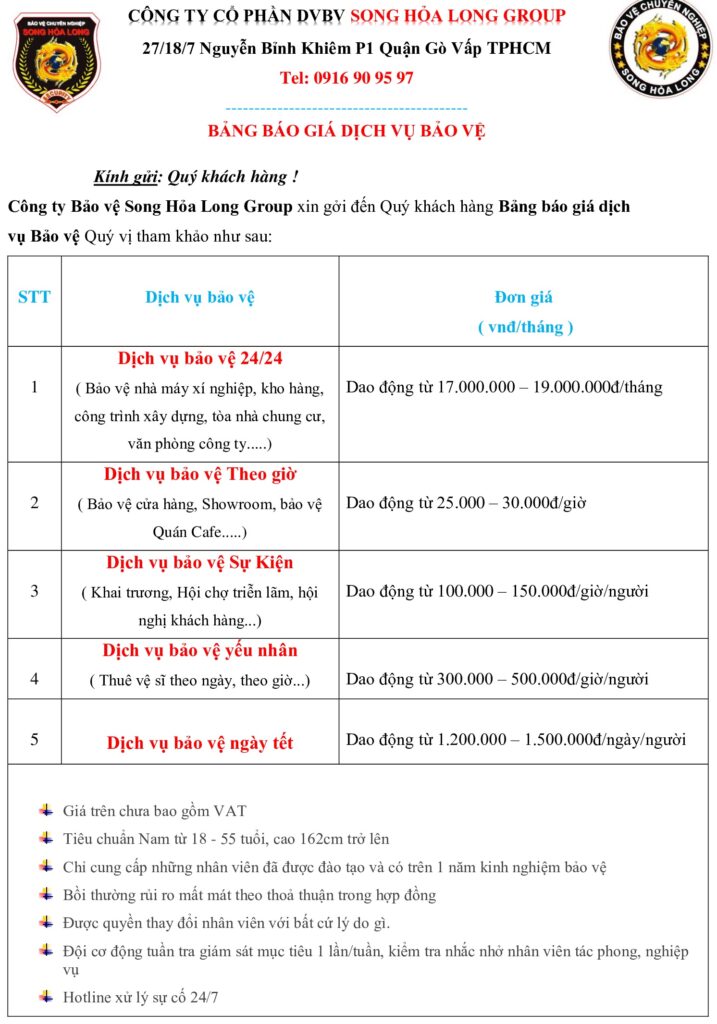 BẢO VỆ CHUYÊN NGHIỆP
SONG HỎA LONG
SECURITY
CÔNG TY CỔ PHẦN DVBV SONG HỎA LONG GROUP
27/18/7 Nguyễn Bỉnh Khiêm P1 Quận Gò Vấp TPHCM
Tel: 0916 90 95 97
BẢO VỆ CHUYÊN NGHIỆP
SONG HỎA LONG
-----------------------------------------
BẢNG BÁO GIÁ DỊCH VỤ BẢO VỆ
Kính gửi: Quý khách hàng !
Công ty Bảo vệ Song Hỏa Long Group xin gởi đến Quý khách hàng Bảng báo giá dịch
vụ Bảo vệ Quý vị tham khảo như sau:
STT Dịch vụ bảo vệ Đơn giá
( vnđ/tháng )
Dịch vụ bảo vệ 24/24
1 ( Bảo vệ nhà máy xí nghiệp, kho hàng, Dao động từ 17.000.000 – 19.000.000đ/tháng
công trình xây dựng, tòa nhà chung cư,
văn phòng công ty.....)
Dịch vụ bảo vệ Theo giờ
2 ( Bảo vệ cửa hàng, Showroom, bảo vệ Dao động từ 25.000 – 30.000đ/giờ
Quán Cafe.....)
Dịch vụ bảo vệ Sự Kiện
3 ( Khai trương, Hội chợ triễn lãm, hội Dao động từ 100.000 – 150.000đ/giờ/người
nghị khách hàng...)
Dịch vụ bảo vệ yếu nhân
4 ( Thuê vệ sĩ theo ngày, theo giờ...) Dao động từ 300.000 – 500.000đ/giờ/người
5 Dịch vụ bảo vệ ngày tết Dao động từ 1.200.000 – 1.500.000đ/ngày/người
Giá trên chưa bao gồm VAT
Tiêu chuẩn Nam từ 18 - 55 tuổi, cao 162cm trở lên
Chỉ cung cấp những nhân viên đã được đào tạo và có trên 1 năm kinh nghiệm bảo vệ
Bồi thường rủi ro mất mát theo thoả thuận trong hợp đồng
Được quyền thay đổi nhân viên với bất cứ lý do gì.
Đội cơ động tuần tra giám sát mục tiêu 1 lần/tuần, kiểm tra nhắc nhở nhân viên tác phong, nghiệp
vụ
Hotline xử lý sự cố 24/7